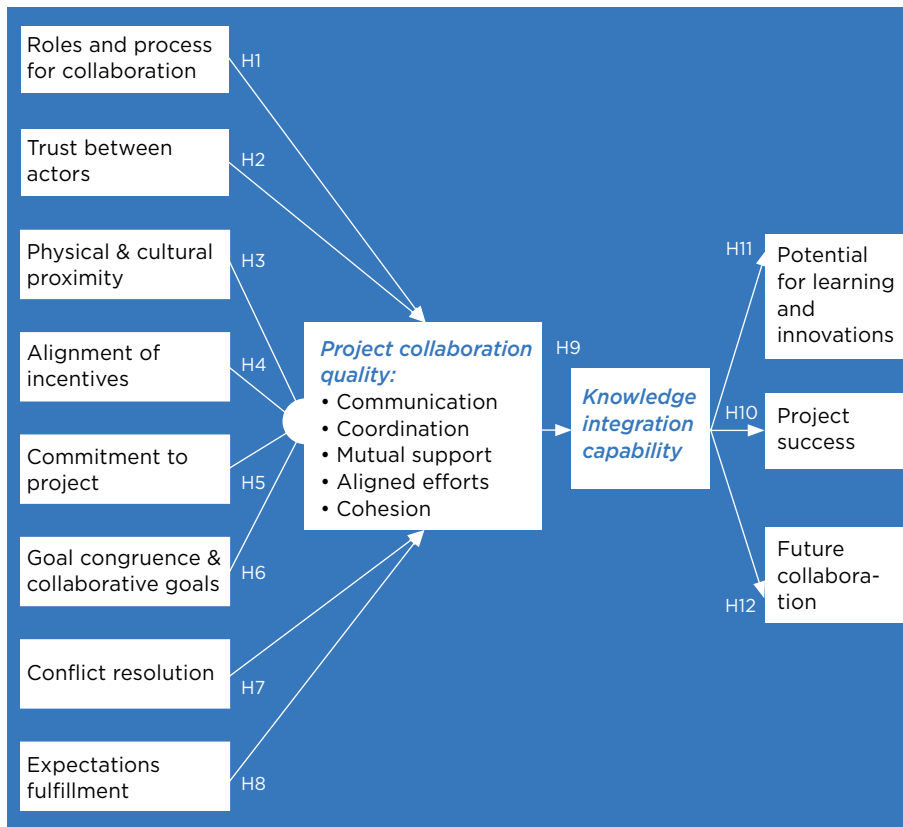 Roles and process
for collaboration
H1
Trust between
actors
H2
Physical & cultural
proximity
H3
Alignment of
incentives
H4
Commitment to
project
H5
Goal congruence &
collaborative goals
H6
Conflict resolution
H7
Expectations
fulfillment
H8
Project collaboration
quality:
• Communication
• Coordination
• Mutual support
• Aligned efforts
• Cohesion
H9
Knowledge
integration
capability
H11
Potential
for learning
and
innovations
H10
Project
success
H12
Future
collabora-
tion